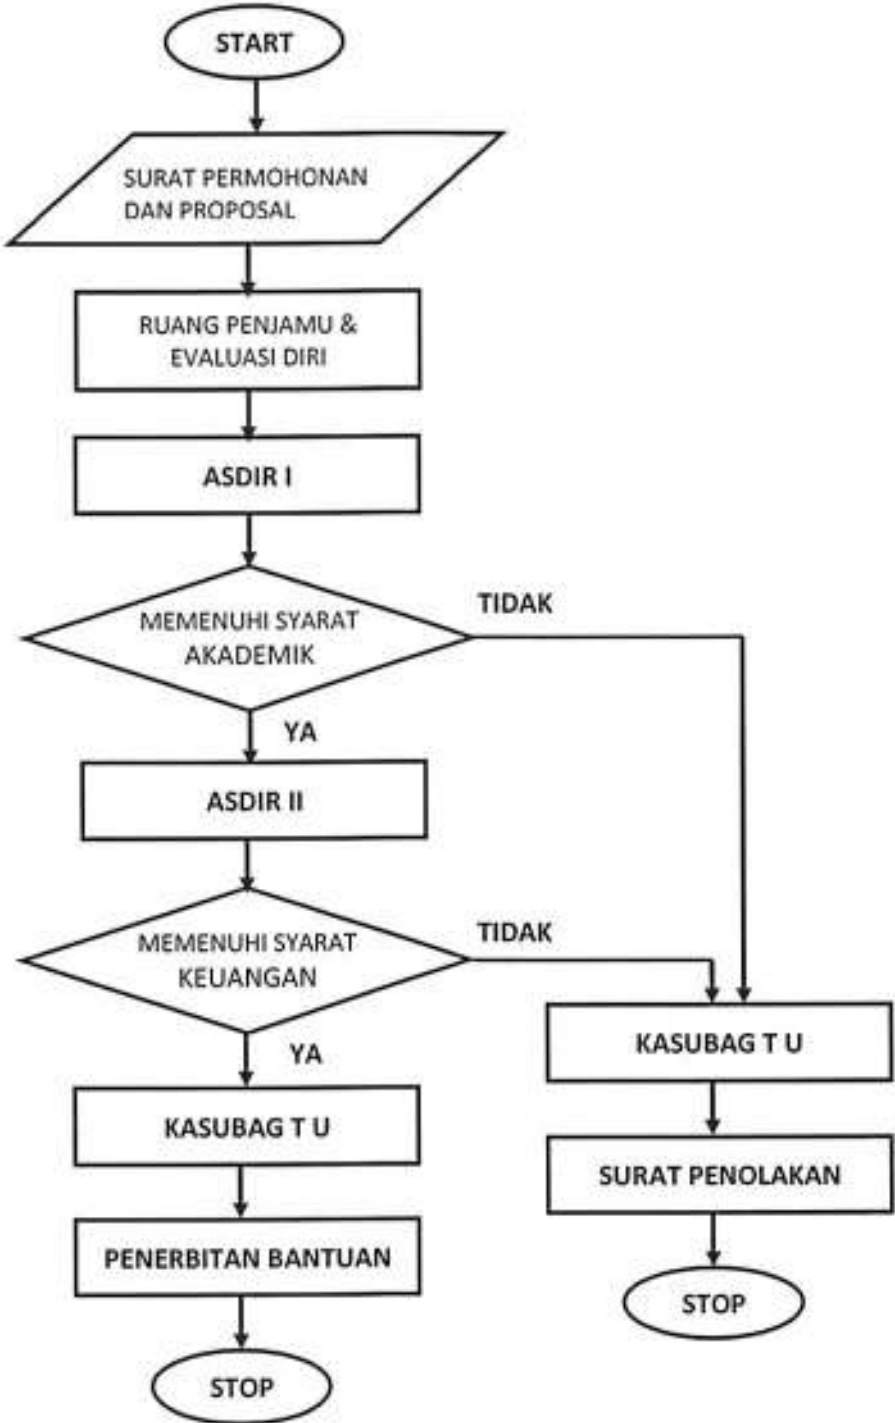 START
SURAT PERMOHONAN
DAN PROPOSAL
RUANG PENJAMU &
EVALUASI DIRI
ASDIR I
MEMENUHI SYARAT
AKADEMIK
TIDAK
YA
ASDIR II
MEMENUHI SYARAT
KEUANGAN
TIDAK
YA
KASUBAG T U
PENERBITAN BANTUAN
STOP
KASUBAG T U
SURAT PENOLAKAN
STOP